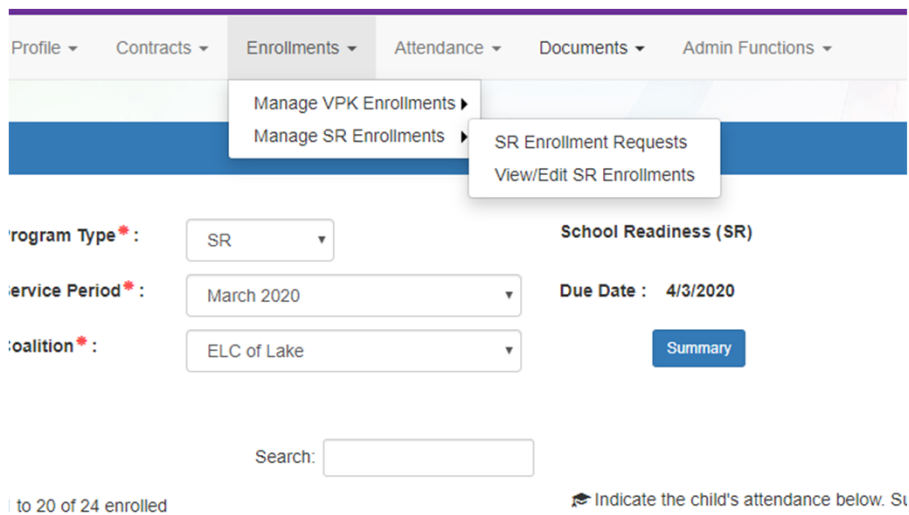 Profile Contracts Enrollments Attendance Documents Admin Functions
Manage VPK Enrollments
Manage SR Enrollments
SR Enrollment Requests
View/Edit SR Enrollments
rogram Type* : SR School Readiness (SR)
ervice Period* : March 2020 Due Date : 4/3/2020
oalition* : ELC of Lake Summary
Search:
to 20 of 24 enrolled Indicate the child's attendance below. Su